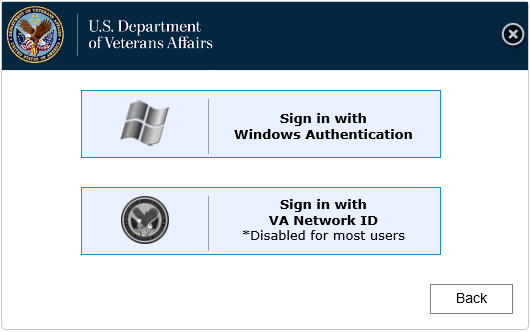 U.S. Department
of Veterans Affairs
Sign in with
Windows Authentication
Sign in with
VA Network ID
*Disabled for most users
Back